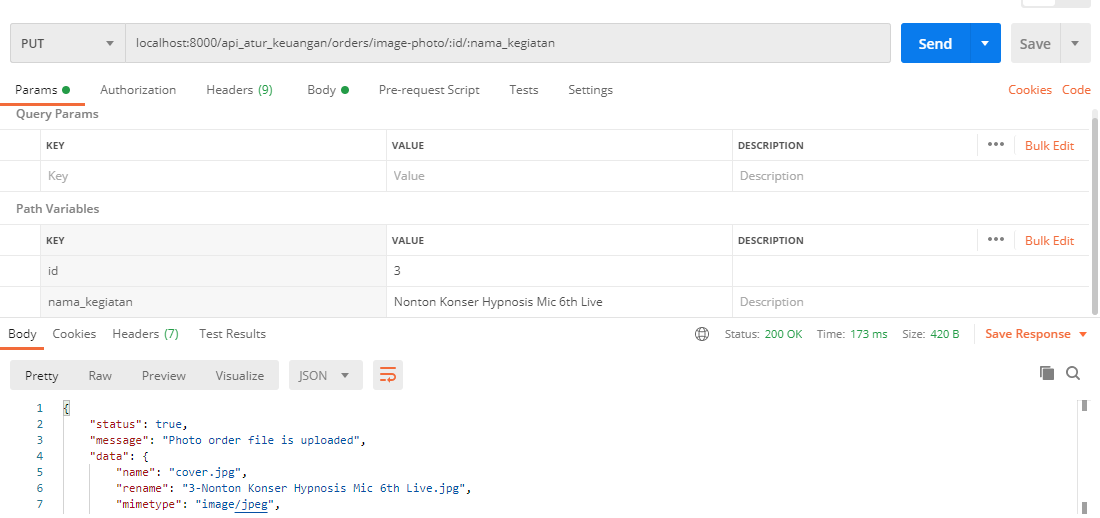 PUT localhost:8000/api_atur_keuangan/orders/image-photo/:id/:nama_kegiatan Send Save
Params Authorization Headers (9) Body Pre-request Script Tests Settings Cookies Code
Query Params
KEY VALUE DESCRIPTION ••• Bulk Edit
Key Value Description
Path Variables
KEY VALUE DESCRIPTION ••• Bulk Edit
id 3
nama_kegiatan Nonton Konser Hypnosis Mic 6th Live Description
Body Cookies Headers (7) Test Results Status: 200 OK Time: 173 ms Size: 420 B Save Response
Pretty Raw Preview Visualize JSON
1 {
2 "status": true,
3 "message": "Photo order file is uploaded",
4 "data": {
5 "name": "cover.jpg",
6 "rename": "3-Nonton Konser Hypnosis Mic 6th Live.jpg",
7 "mimetype": "image/jpeg",